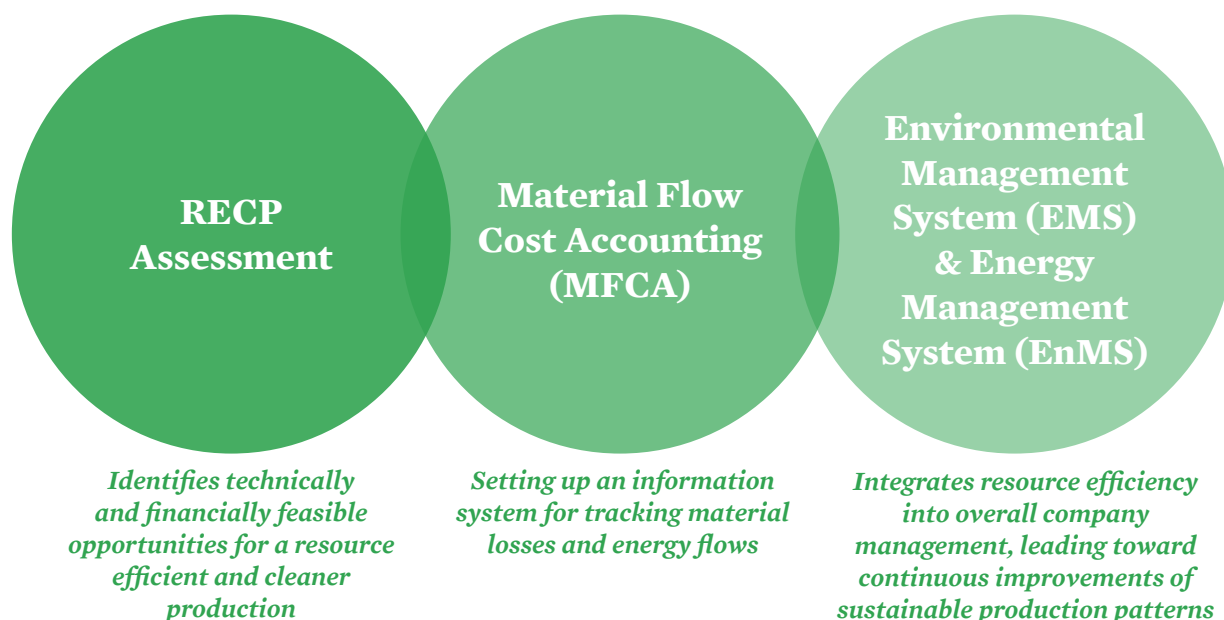 RECP
Assessment
Material Flow
Cost Accounting
(MFCA)
Environmental
Management
System (EMS)
& Energy
Management
System (EnMS)
Identifies technically
and financially feasible
opportunities for a resource
efficient and cleaner
production
Setting up an information
system for tracking material
losses and energy flows
Integrates resource efficiency
into overall company
management, leading toward
continuous improvements of
sustainable production patterns